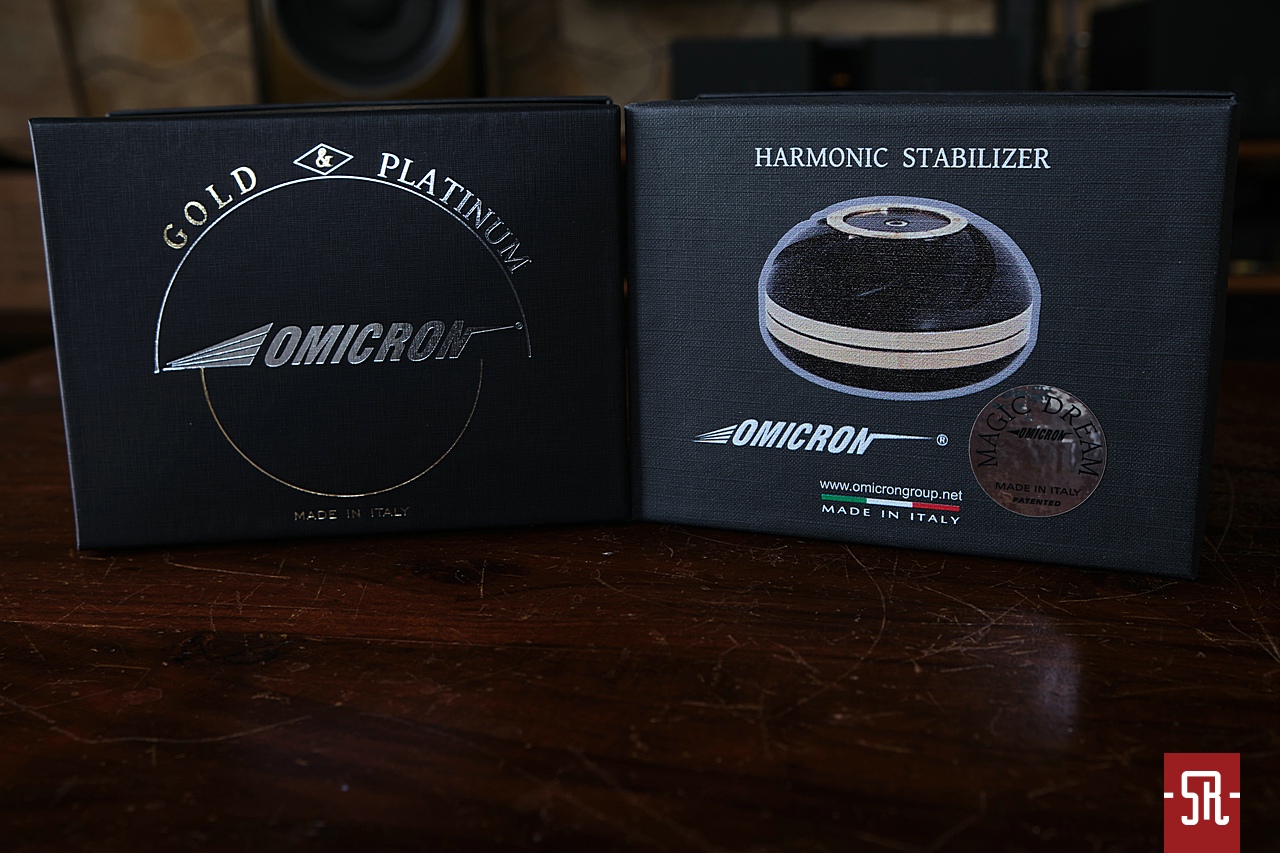 GOLD & PLATINUM
OMICRON
MADE IN ITALY
HARMONIC STABILIZER
OMICRON®
MAGIC DREAM
OMICRON
MADE IN ITALY
PATENTED
www.omicrongroup.net
MADE IN ITALY
SR